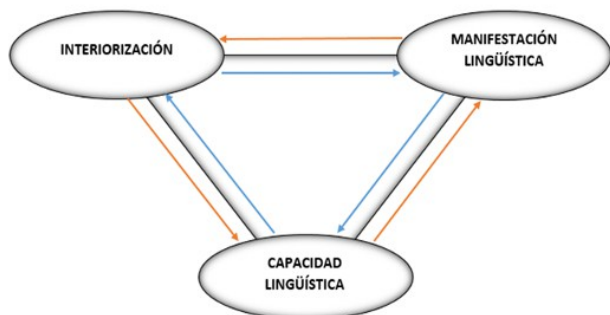 INTERIORIZACIÓN
MANIFESTACIÓN
LINGÜÍSTICA
CAPACIDAD
LINGÜÍSTICA